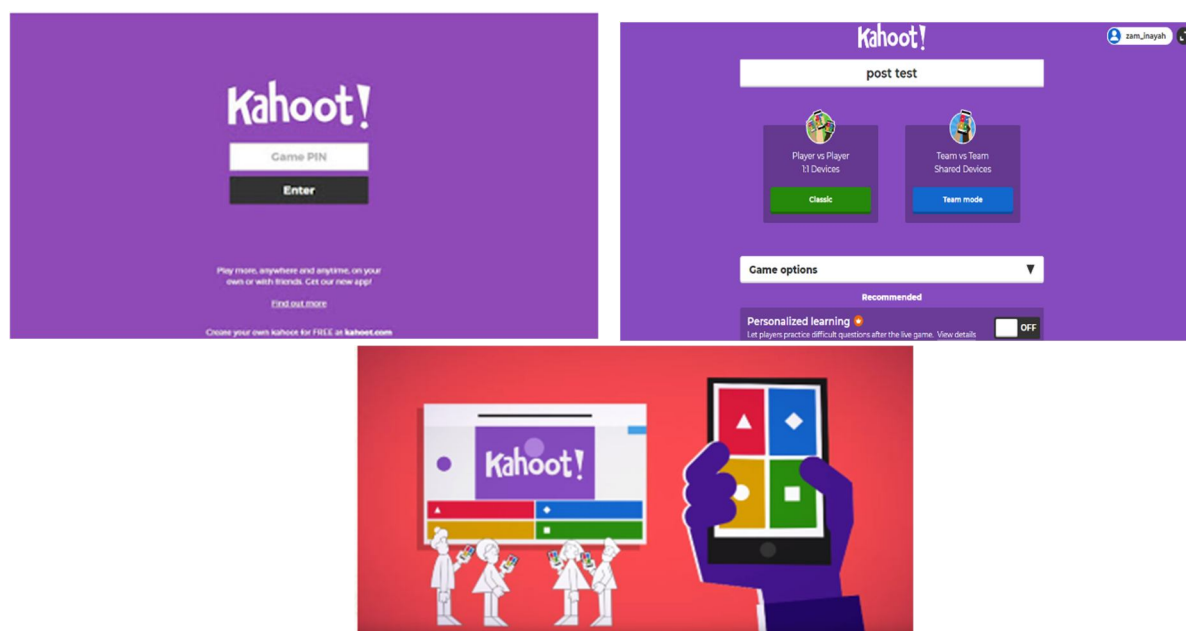 Kahoot!
Game PIN
Enter
Play more, anywhere and anytime, on your
own or with friends. Get our new app!
Find out more
Create your own kahoot for FREE at kahoot.com
Kahoot!
zam_inayah
post test
Player vs Player
1:1 Devices
Classic
Team vs Team
Shared Devices
Team mode
Game options
Recommended
Personalized learning
Let players practice difficult questions after the live game. View details
OFF
Kahoot!